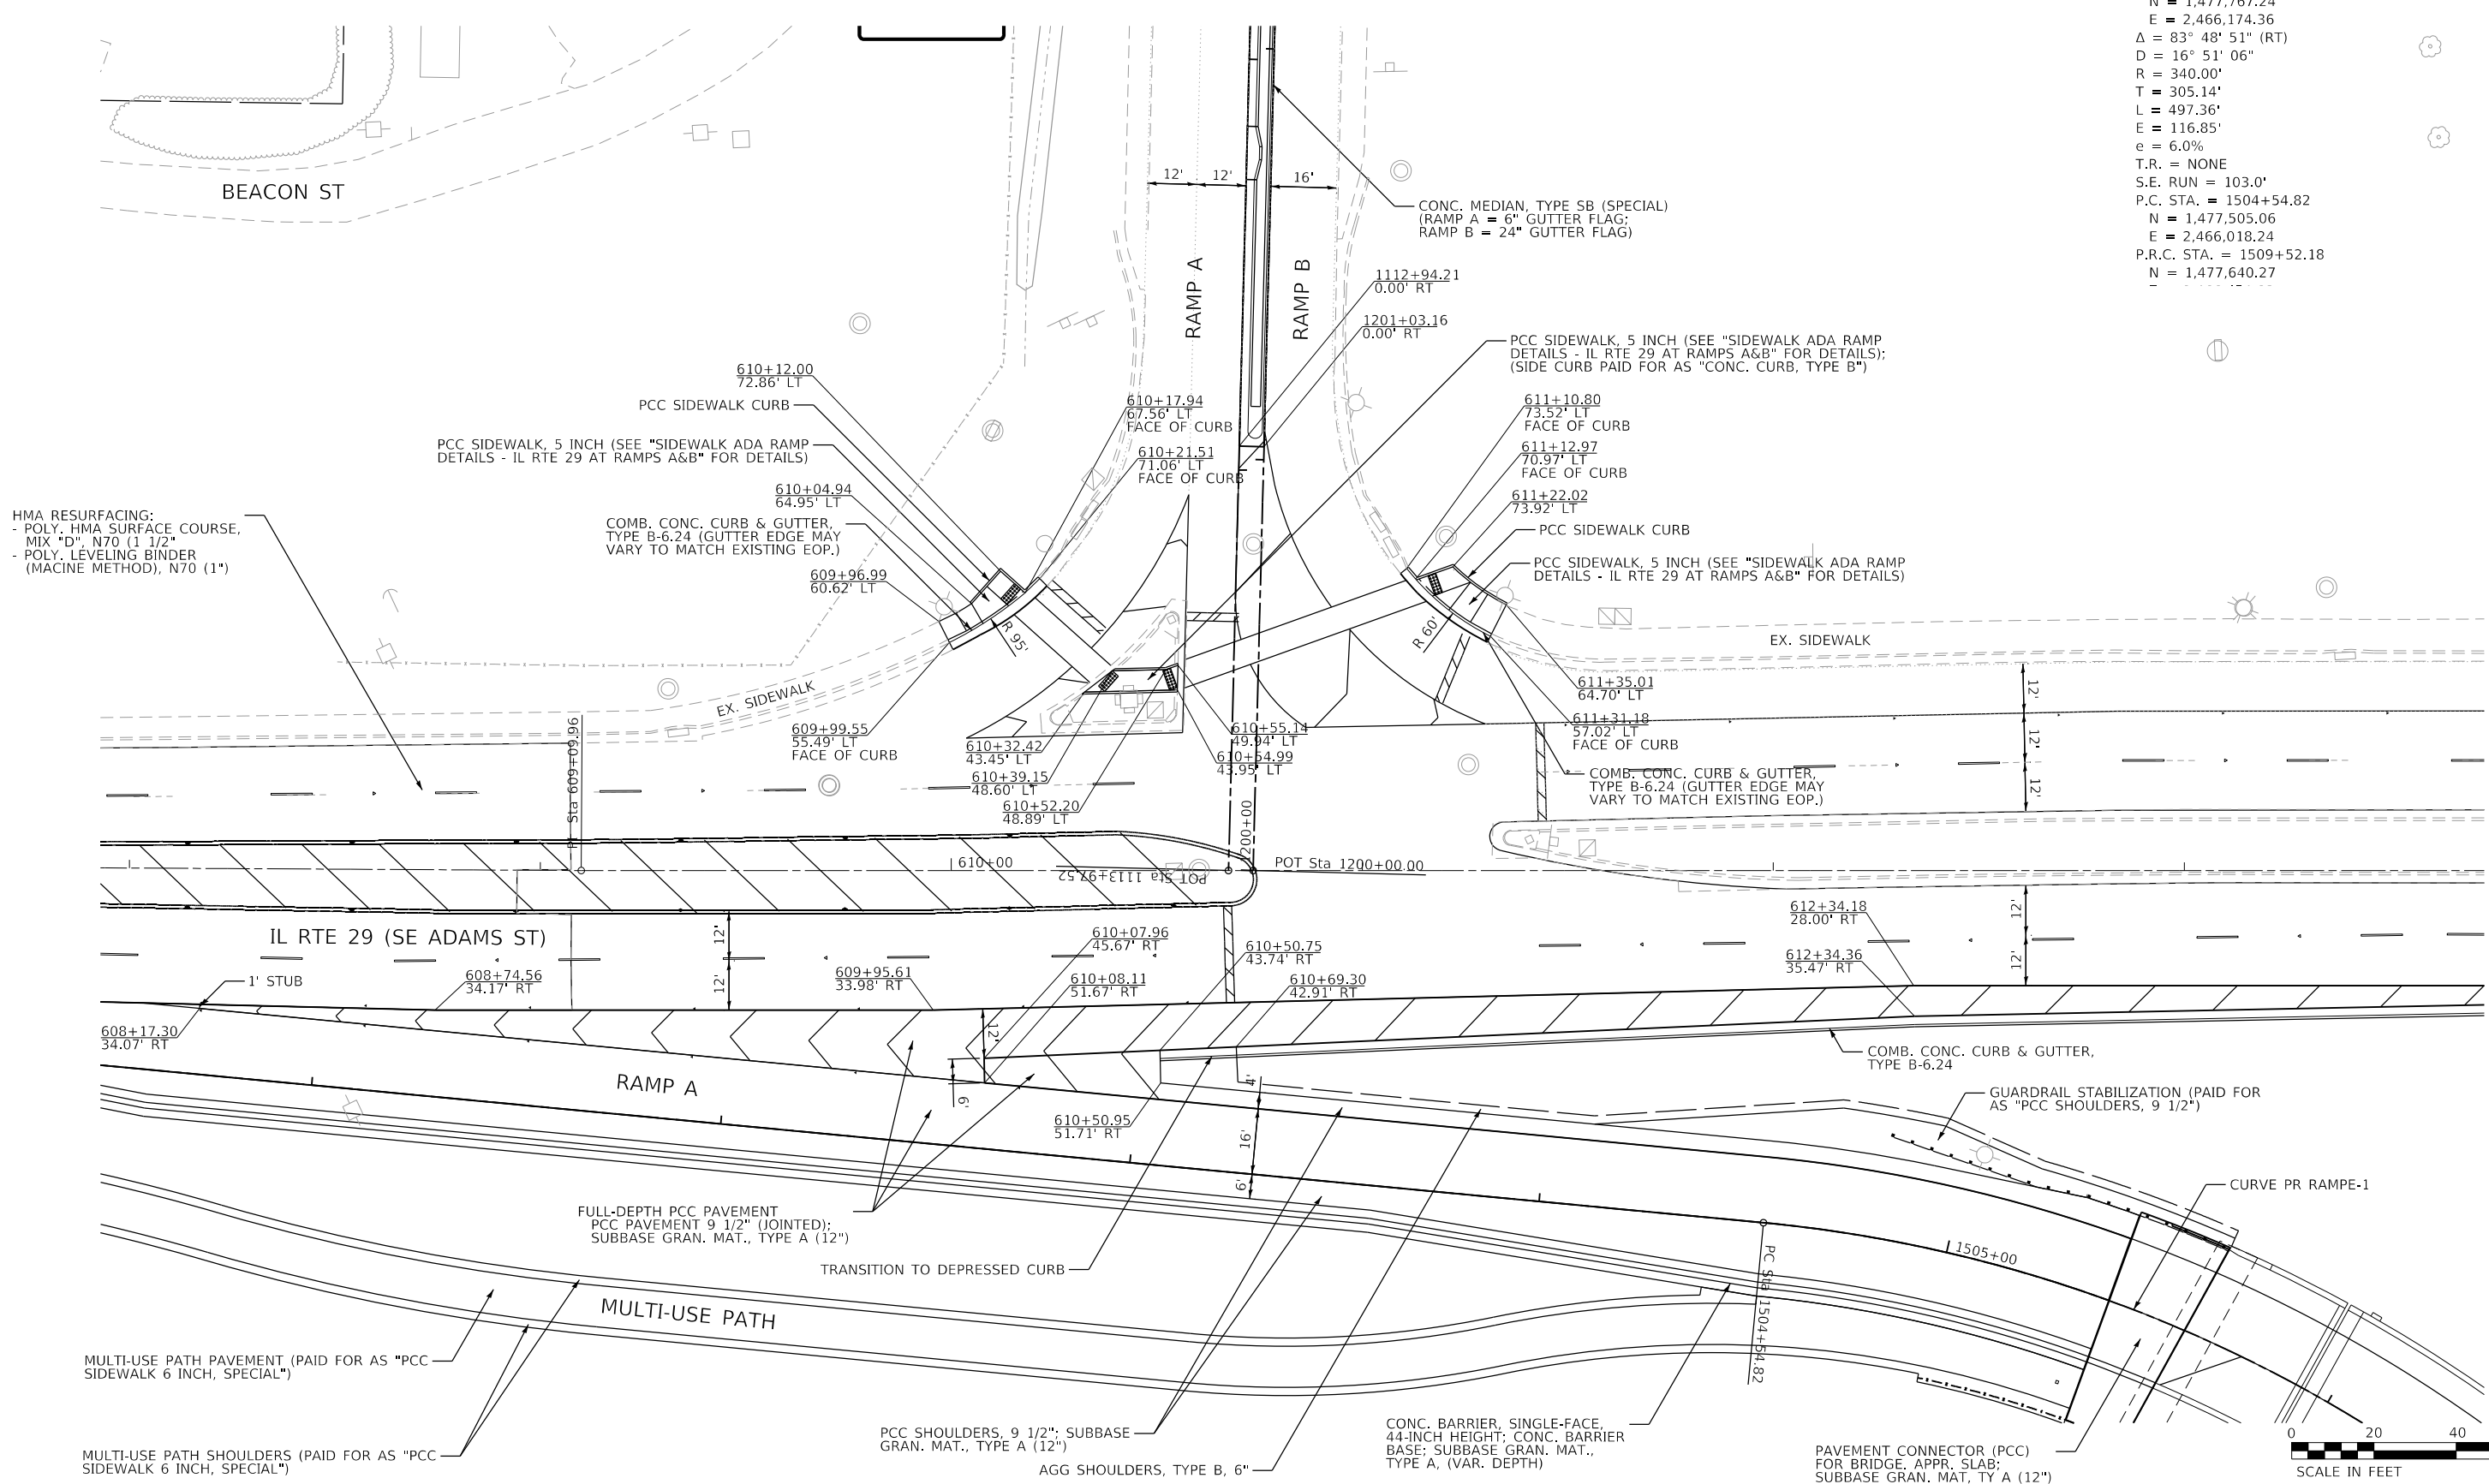 N = 1,477,767.24
E = 2,466,174.36
Δ = 83° 48' 51" (RT)
D = 16° 51' 06"
R = 340.00'
T = 305.14'
L = 497.36'
E = 116.85'
e = 6.0%
T.R. = NONE
S.E. RUN = 103.0'
P.C. STA. = 1504+54.82
N = 1,477,505.06
E = 2,466,018.24
P.R.C. STA. = 1509+52.18
N = 1,477,640.27
BEACON ST
12'
12'
16'
CONC. MEDIAN, TYPE SB (SPECIAL)
(RAMP A = 6" GUTTER FLAG;
RAMP B = 24" GUTTER FLAG)
RAMP A
RAMP B
1112+94.21
0.00' RT
1201+03.16
0.00' RT
PCC SIDEWALK, 5 INCH (SEE "SIDEWALK ADA RAMP
DETAILS - IL RTE 29 AT RAMPS A&B" FOR DETAILS);
(SIDE CURB PAID FOR AS "CONC. CURB, TYPE B")
610+12.00
72.86' LT
PCC SIDEWALK CURB
PCC SIDEWALK, 5 INCH (SEE "SIDEWALK ADA RAMP
DETAILS - IL RTE 29 AT RAMPS A&B" FOR DETAILS)
610+17.94
67.56' LT
FACE OF CURB
610+21.51
71.06' LT
FACE OF CURB
611+10.80
73.52' LT
FACE OF CURB
611+12.97
70.97' LT
FACE OF CURB
611+22.02
73.92' LT
PCC SIDEWALK CURB
PCC SIDEWALK, 5 INCH (SEE "SIDEWALK ADA RAMP
DETAILS - IL RTE 29 AT RAMPS A&B" FOR DETAILS)
610+04.94
64.95' LT
COMB. CONC. CURB & GUTTER,
TYPE B-6.24 (GUTTER EDGE MAY
VARY TO MATCH EXISTING EOP.)
609+96.99
60.62' LT
HMA RESURFACING:
- POLY. HMA SURFACE COURSE,
MIX "D", N70 (1 1/2"
- POLY. LEVELING BINDER
(MACINE METHOD), N70 (1")
R 95'
R 60'
EX. SIDEWALK
EX. SIDEWALK
611+35.01
64.70' LT
611+31.18
57.02' LT
FACE OF CURB
COMB. CONC. CURB & GUTTER,
TYPE B-6.24 (GUTTER EDGE MAY
VARY TO MATCH EXISTING EOP.)
12'
12'
12'
609+99.55
55.49' LT
FACE OF CURB
610+32.42
43.45' LT
610+39.15
48.60' LT
610+52.20
48.89' LT
610+55.14
49.94' LT
610+54.99
43.95' LT
PI Sta 609+09.96
610+00
1200+00
POT Sta 1113+97.52
POT Sta 1200+00.00
IL RTE 29 (SE ADAMS ST)
12'
12'
12'
12'
1' STUB
608+17.30
34.07' RT
608+74.56
34.17' RT
609+95.61
33.98' RT
610+07.96
45.67' RT
610+08.11
51.67' RT
610+50.75
43.74' RT
610+69.30
42.91' RT
612+34.18
28.00' RT
612+34.36
35.47' RT
12'
6'
4'
16'
6'
610+50.95
51.71' RT
RAMP A
COMB. CONC. CURB & GUTTER,
TYPE B-6.24
GUARDRAIL STABILIZATION (PAID FOR
AS "PCC SHOULDERS, 9 1/2")
CURVE PR RAMPE-1
1505+00
PC Sta 1504+54.82
FULL-DEPTH PCC PAVEMENT
PCC PAVEMENT 9 1/2" (JOINTED);
SUBBASE GRAN. MAT., TYPE A (12")
TRANSITION TO DEPRESSED CURB
MULTI-USE PATH
MULTI-USE PATH PAVEMENT (PAID FOR AS "PCC
SIDEWALK 6 INCH, SPECIAL")
MULTI-USE PATH SHOULDERS (PAID FOR AS "PCC
SIDEWALK 6 INCH, SPECIAL")
PCC SHOULDERS, 9 1/2"; SUBBASE
GRAN. MAT., TYPE A (12")
AGG SHOULDERS, TYPE B, 6"
CONC. BARRIER, SINGLE-FACE,
44-INCH HEIGHT; CONC. BARRIER
BASE; SUBBASE GRAN. MAT.,
TYPE A, (VAR. DEPTH)
PAVEMENT CONNECTOR (PCC)
FOR BRIDGE. APPR. SLAB;
SUBBASE GRAN. MAT, TY A (12")
0 20 40
SCALE IN FEET